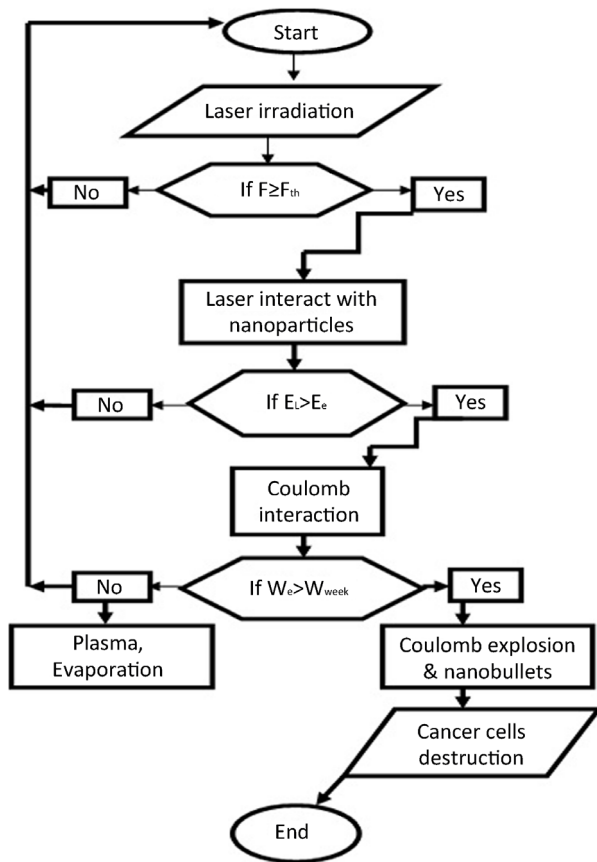 Start
Laser irradiation
No
If F≥Fth
Yes
Laser interact with
nanoparticles
No
If EL>Ee
Yes
Coulomb
interaction
No
If We>Wweek
Yes
Plasma,
Evaporation
Coulomb explosion
& nanobullets
Cancer cells
destruction
End